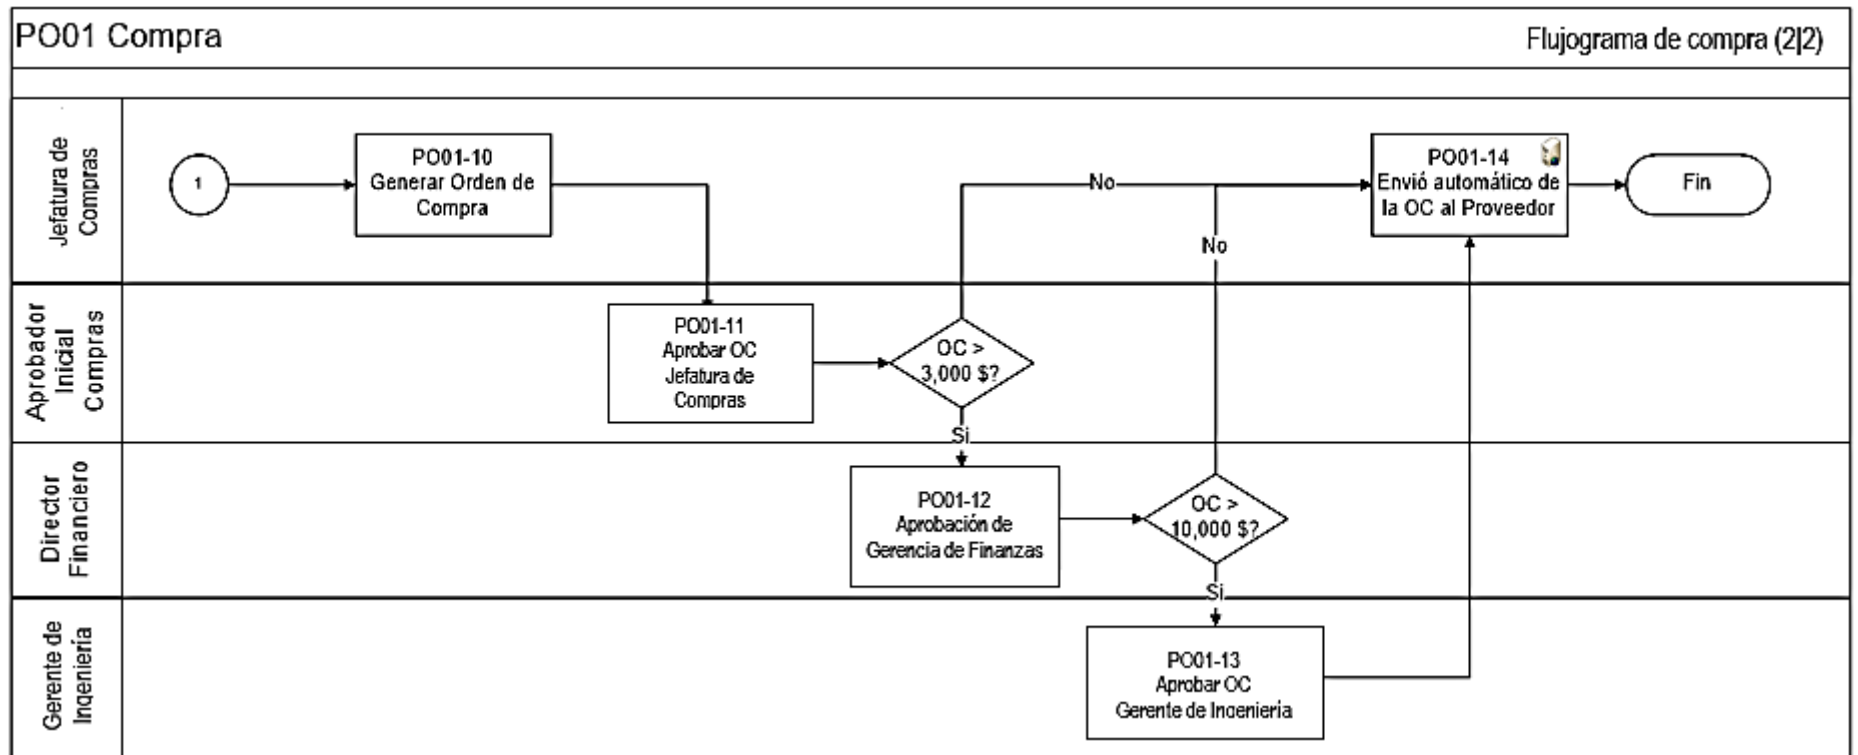 PO01 Compra
Flujograma de compra (2|2)
Jefatura de
Compras
1
PO01-10
Generar Orden de
Compra
No
No
PO01-14
Envió automático de
la OC al Proveedor
Fin
Aprobador
Inicial
Compras
PO01-11
Aprobar OC
Jefatura de
Compras
OC >
3,000 $?
Si
Director
Financiero
PO01-12
Aprobación de
Gerencia de Finanzas
OC >
10,000 $?
Si
Gerente de
Ingeniería
PO01-13
Aprobar OC
Gerente de Ingeniería